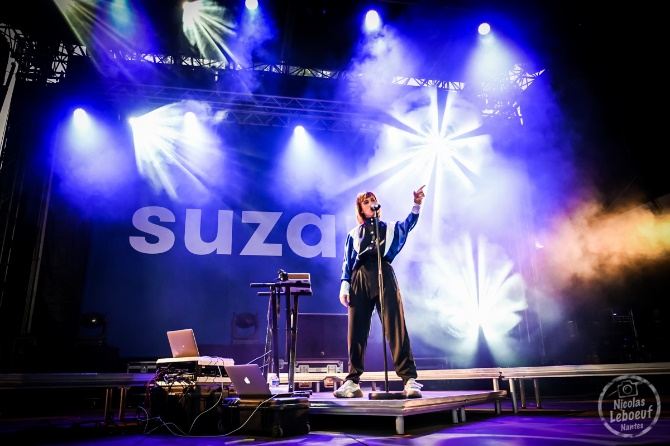 suza
Nicolas
Leboeuf
Nantes